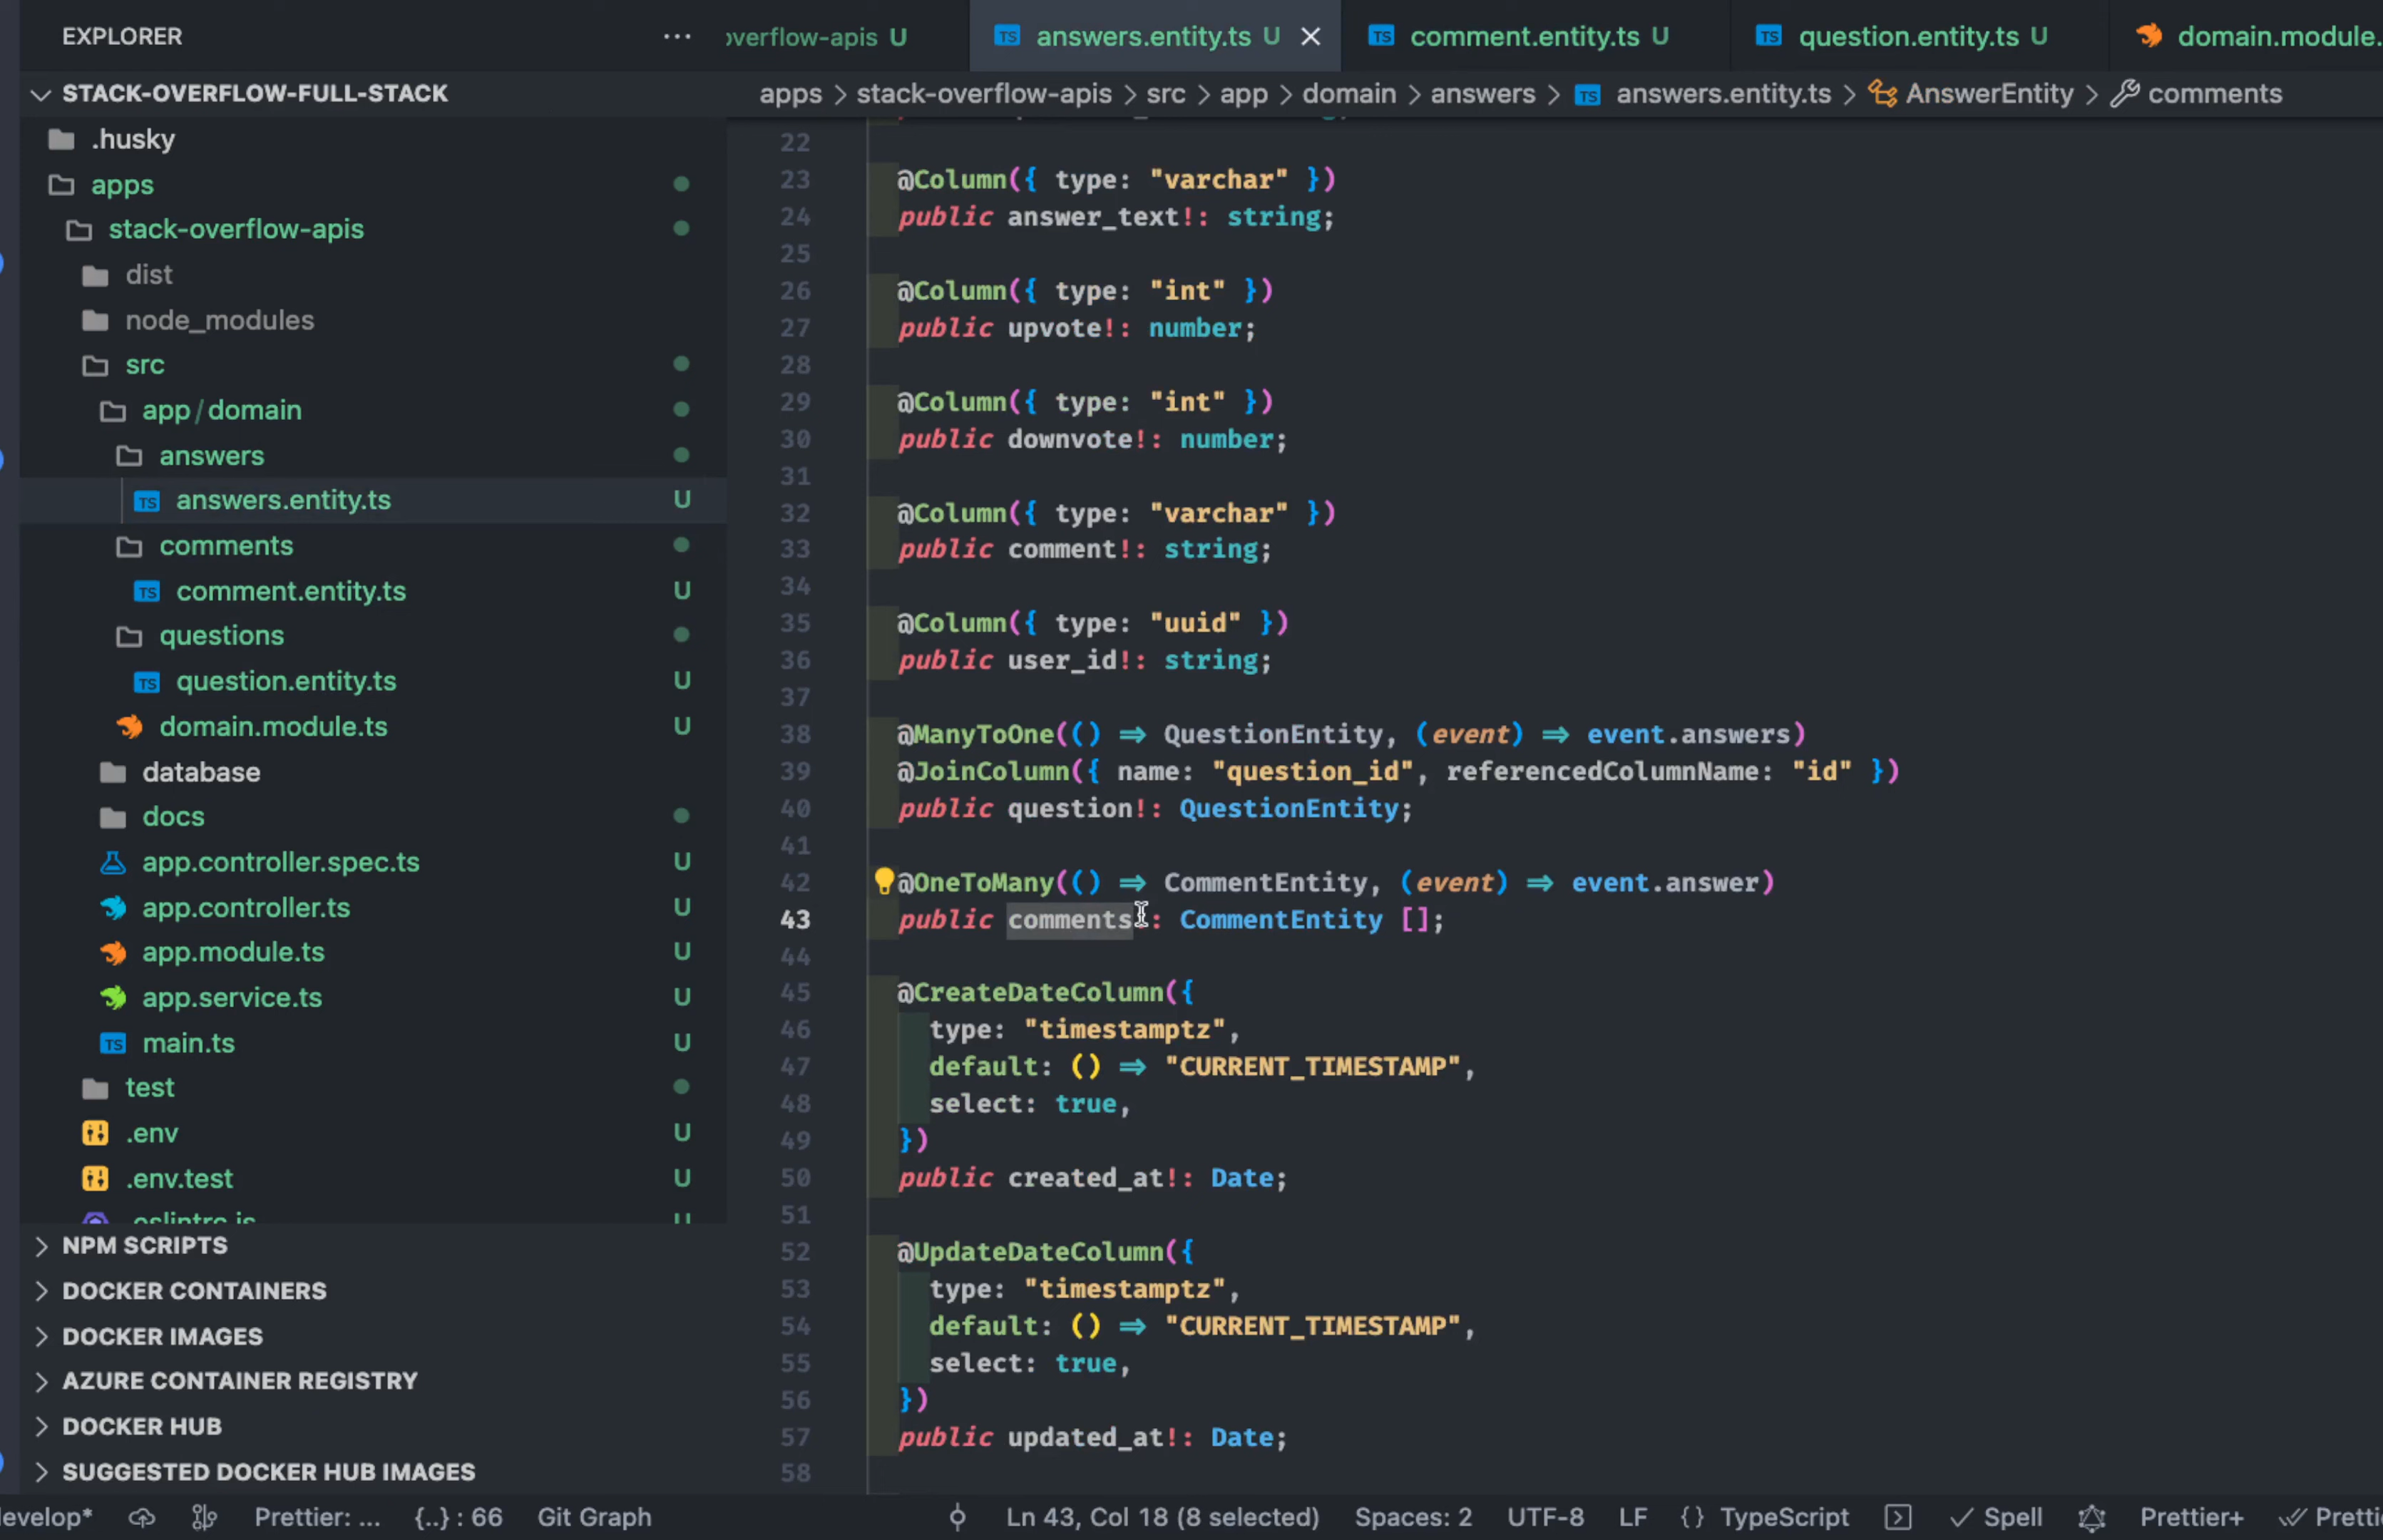 EXPLORER
STACK-OVERFLOW-FULL-STACK
.husky
apps
stack-overflow-apis
dist
node_modules
src
app/domain
answers
answers.entity.ts U
comments
comment.entity.ts U
questions
question.entity.ts U
domain.module.ts U
database
docs
app.controller.spec.ts U
app.controller.ts U
app.module.ts U
app.service.ts U
main.ts U
test
.env U
.env.test U
NPM SCRIPTS
DOCKER CONTAINERS
DOCKER IMAGES
AZURE CONTAINER REGISTRY
DOCKER HUB
SUGGESTED DOCKER HUB IMAGES
overflow-apis U answers.entity.ts U comment.entity.ts U question.entity.ts U domain.module.
apps > stack-overflow-apis > src > app > domain > answers > answers.entity.ts > AnswerEntity > comments
22
23 @Column({ type: "varchar" })
24 public answer_text!: string;
25
26 @Column({ type: "int" })
27 public upvote!: number;
28
29 @Column({ type: "int" })
30 public downvote!: number;
31
32 @Column({ type: "varchar" })
33 public comment!: string;
34
35 @Column({ type: "uuid" })
36 public user_id!: string;
37
38 @ManyToOne(() => QuestionEntity, (event) => event.answers)
39 @JoinColumn({ name: "question_id", referencedColumnName: "id" })
40 public question!: QuestionEntity;
41
42 @OneToMany(() => CommentEntity, (event) => event.answer)
43 public comments!: CommentEntity [];
44
45 @CreateDateColumn({
46 type: "timestamptz",
47 default: () => "CURRENT_TIMESTAMP",
48 select: true,
49 })
50 public created_at!: Date;
51
52 @UpdateDateColumn({
53 type: "timestamptz",
54 default: () => "CURRENT_TIMESTAMP",
55 select: true,
56 })
57 public updated_at!: Date;
58
evelop* Prettier: ... {..} : 66 Git Graph Ln 43, Col 18 (8 selected) Spaces: 2 UTF-8 LF {} TypeScript Spell Prettier+ Pretti